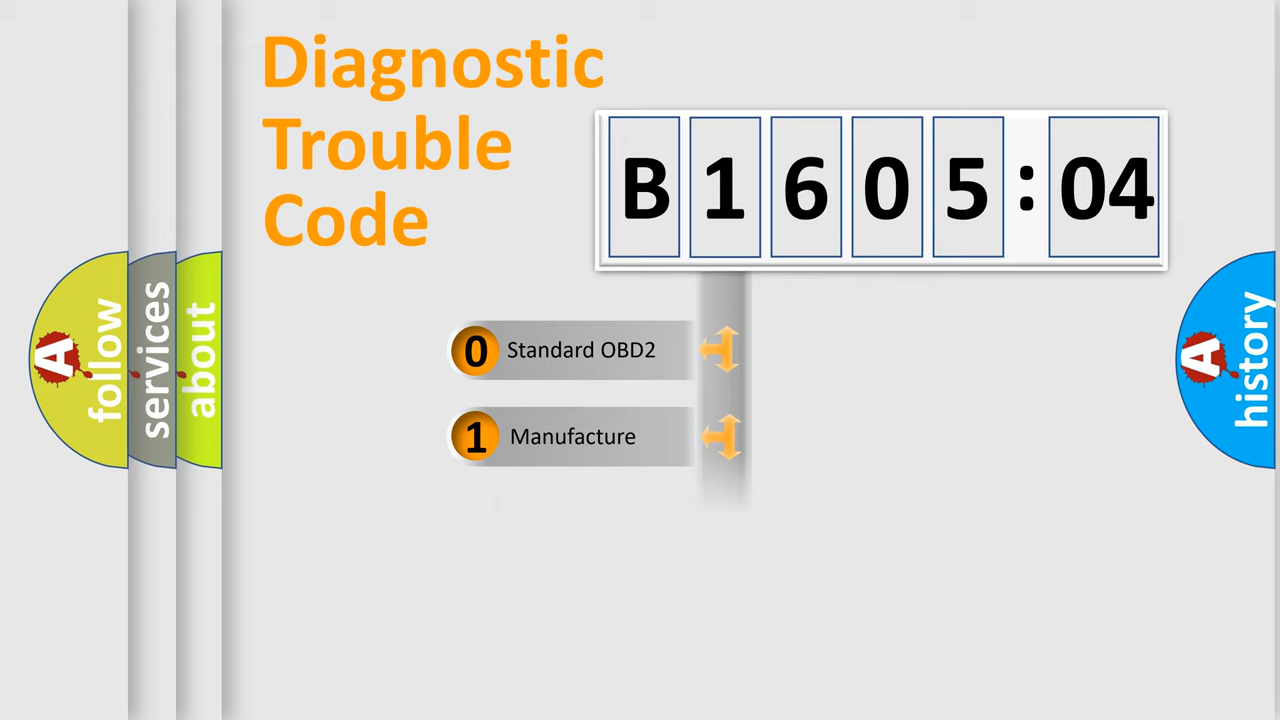 Diagnostic
Trouble
Code
B 1 6 0 5 : 04
0 Standard OBD2
1 Manufacture
A follow
services
about
A history